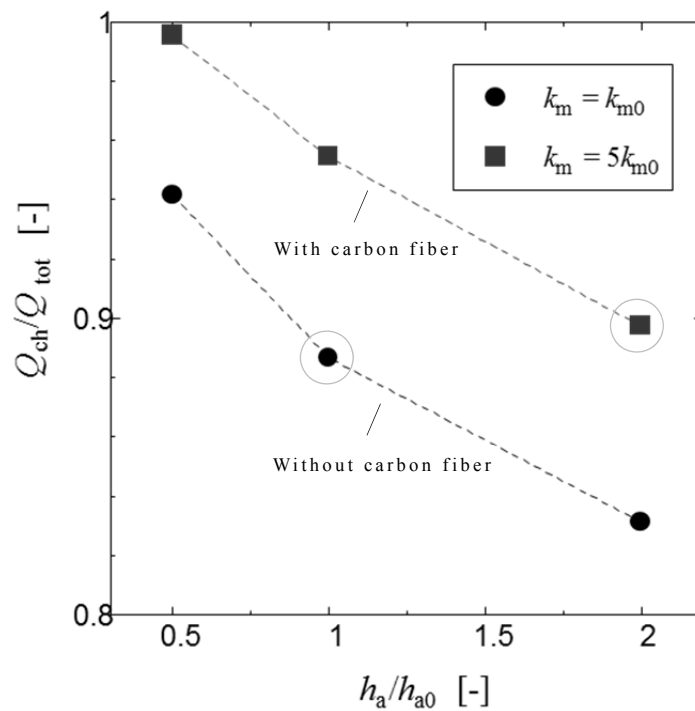 1
k_m = k_m0
k_m = 5k_m0
With carbon fiber
Q_ch/Q_tot [-]
0.9
Without carbon fiber
0.8
0.5 1 1.5 2
h_a/h_a0 [-]